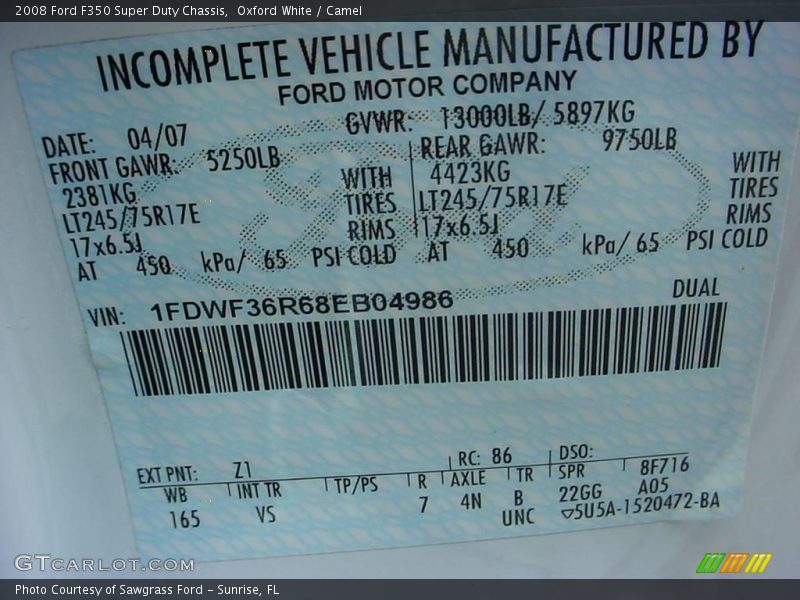 2008 Ford F350 Super Duty Chassis, Oxford White / Camel
INCOMPLETE VEHICLE MANUFACTURED BY
FORD MOTOR COMPANY
DATE: 04/07 GVWR: 13000LB/ 5897KG
FRONT GAWR: 5250LB REAR GAWR: 9750LB
2381KG WITH 4423KG WITH
LT245/75R17E TIRES LT245/75R17E TIRES
17x6.5J RIMS 17x6.5J RIMS
AT 450 kPa/ 65 PSI COLD AT 450 kPa/ 65 PSI COLD
VIN: 1FDWF36R68EB04986 DUAL
EXT PNT: Z1 RC: 86 DSO:
WB INT TR TP/PS R AXLE TR SPR 8F716
165 VS 7 4N B 22GG A05
UNC ▽5U5A-1520472-BA
GTCARLOT.COM
Photo Courtesy of Sawgrass Ford - Sunrise, FL